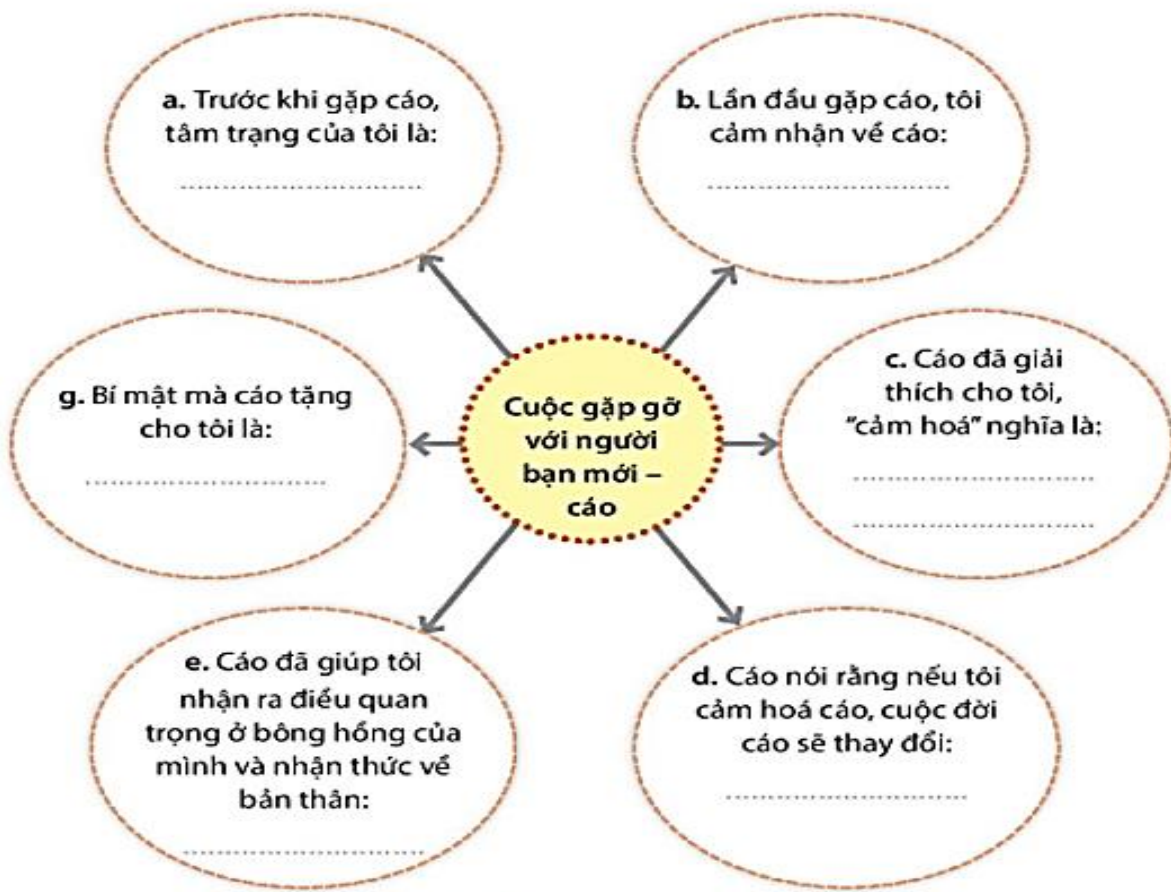 a. Trước khi gặp cáo,
tâm trạng của tôi là:
............................
b. Lần đầu gặp cáo, tôi
cảm nhận về cáo:
............................
c. Cáo đã giải
thích cho tôi,
"cảm hoá" nghĩa là:
............................
............................
d. Cáo nói rằng nếu tôi
cảm hoá cáo, cuộc đời
cáo sẽ thay đổi:
............................
e. Cáo đã giúp tôi
nhận ra điều quan
trọng ở bông hồng của
mình và nhận thức về
bản thân:
............................
g. Bí mật mà cáo tặng
cho tôi là:
............................
Cuộc gặp gỡ
với người
bạn mới –
cáo